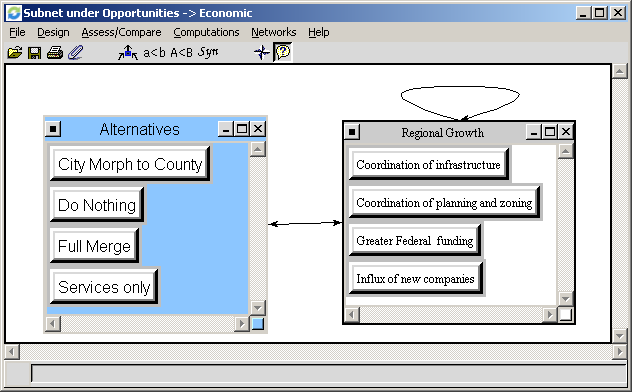 Subnet under Opportunities -> Economic
File Design Assess/Compare Computations Networks Help
a<b A<B Syn
Alternatives
City Morph to County
Do Nothing
Full Merge
Services only
Regional Growth
Coordination of infrastructure
Coordination of planning and zoning
Greater Federal funding
Influx of new companies